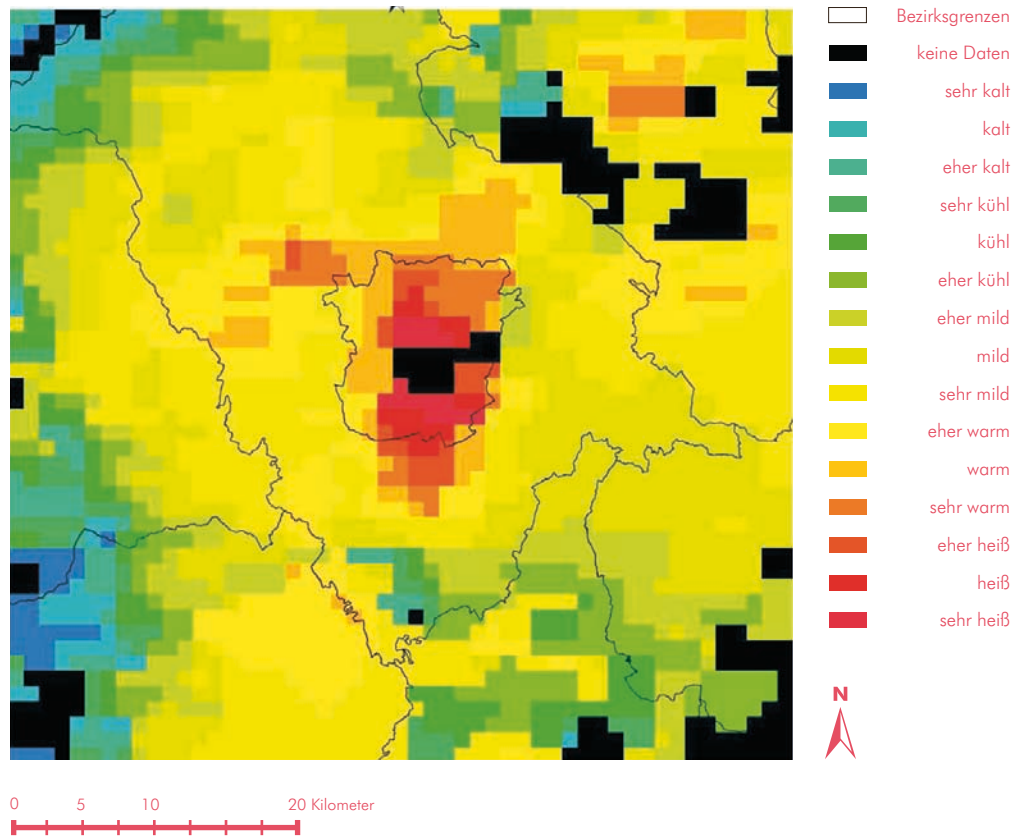 Bezirksgrenzen
keine Daten
sehr kalt
kalt
eher kalt
sehr kühl
kühl
eher kühl
eher mild
mild
sehr mild
eher warm
warm
sehr warm
eher heiß
heiß
sehr heiß
N
0 5 10 20 Kilometer